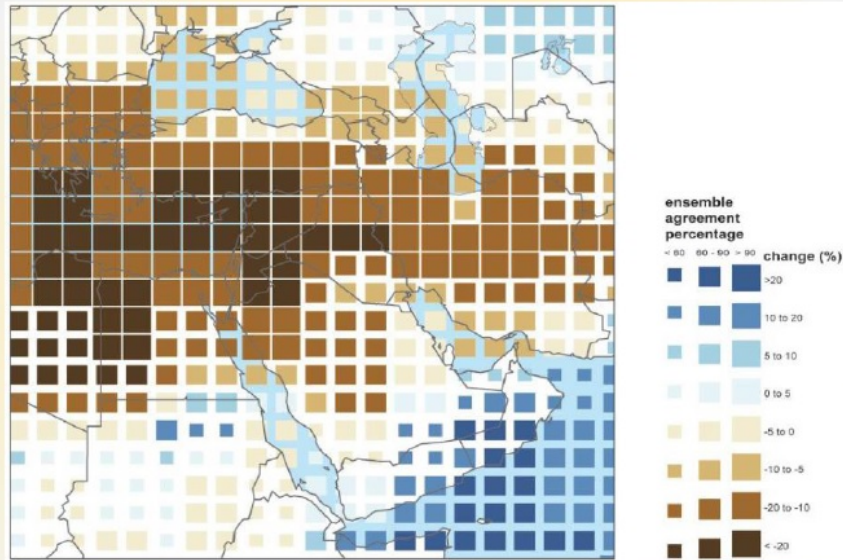 ensemble
agreement
percentage
< 60 60 - 90 > 90 change (%)
>20
10 to 20
5 to 10
0 to 5
-5 to 0
-10 to -5
-20 to -10
< -20